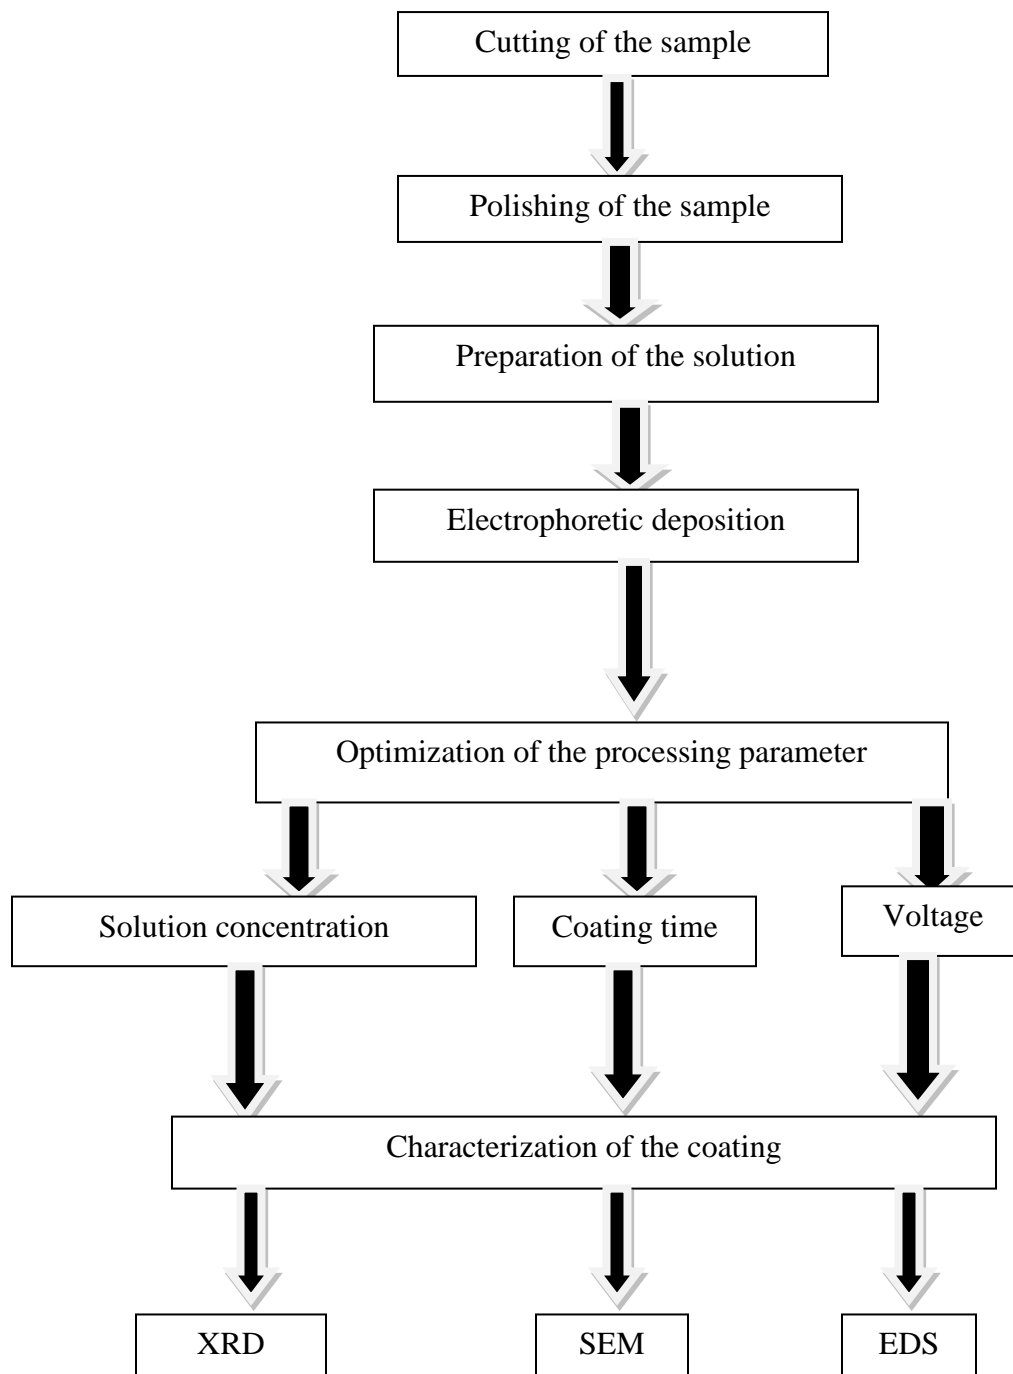 Cutting of the sample
Polishing of the sample
Preparation of the solution
Electrophoretic deposition
Optimization of the processing parameter
Solution concentration
Coating time
Voltage
Characterization of the coating
XRD
SEM
EDS